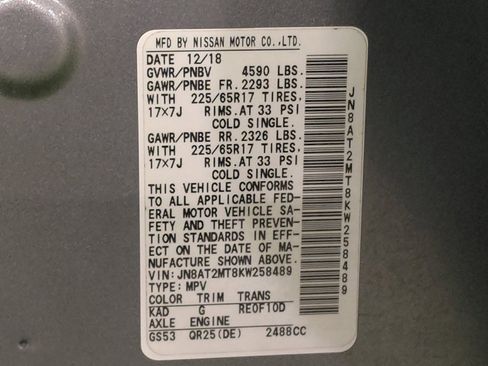 MFD BY NISSAN MOTOR CO.,LTD.
DATE 12/18
GVWR/PNBV 4590 LBS.
GAWR/PNBE FR.2293 LBS.
WITH 225/65R17 TIRES,
17×7J RIMS.AT 33 PSI
COLD SINGLE.
GAWR/PNBE RR.2326 LBS.
WITH 225/65R17 TIRES,
17×7J RIMS.AT 33 PSI
COLD SINGLE.
THIS VEHICLE CONFORMS
TO ALL APPLICABLE FED-
ERAL MOTOR VEHICLE SA-
FETY AND THEFT PREVEN-
TION STANDARDS IN EFF-
ECT ON THE DATE OF MA-
NUFACTURE SHOWN ABOVE.
VIN:JN8AT2MT8KW258489
TYPE:MPV
COLOR TRIM TRANS
KAD G RE0F10D
AXLE ENGINE
GS53 QR25(DE) 2488CC
JN8AT2MT8KW258489